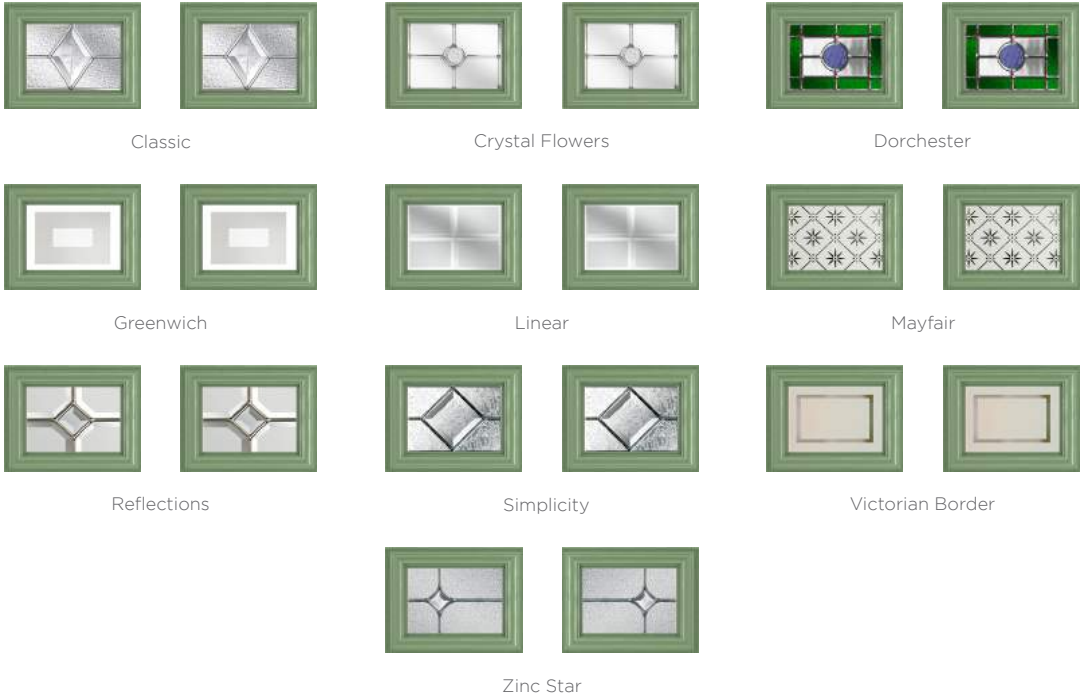 Classic
Crystal Flowers
Dorchester
Greenwich
Linear
Mayfair
Reflections
Simplicity
Victorian Border
Zinc Star